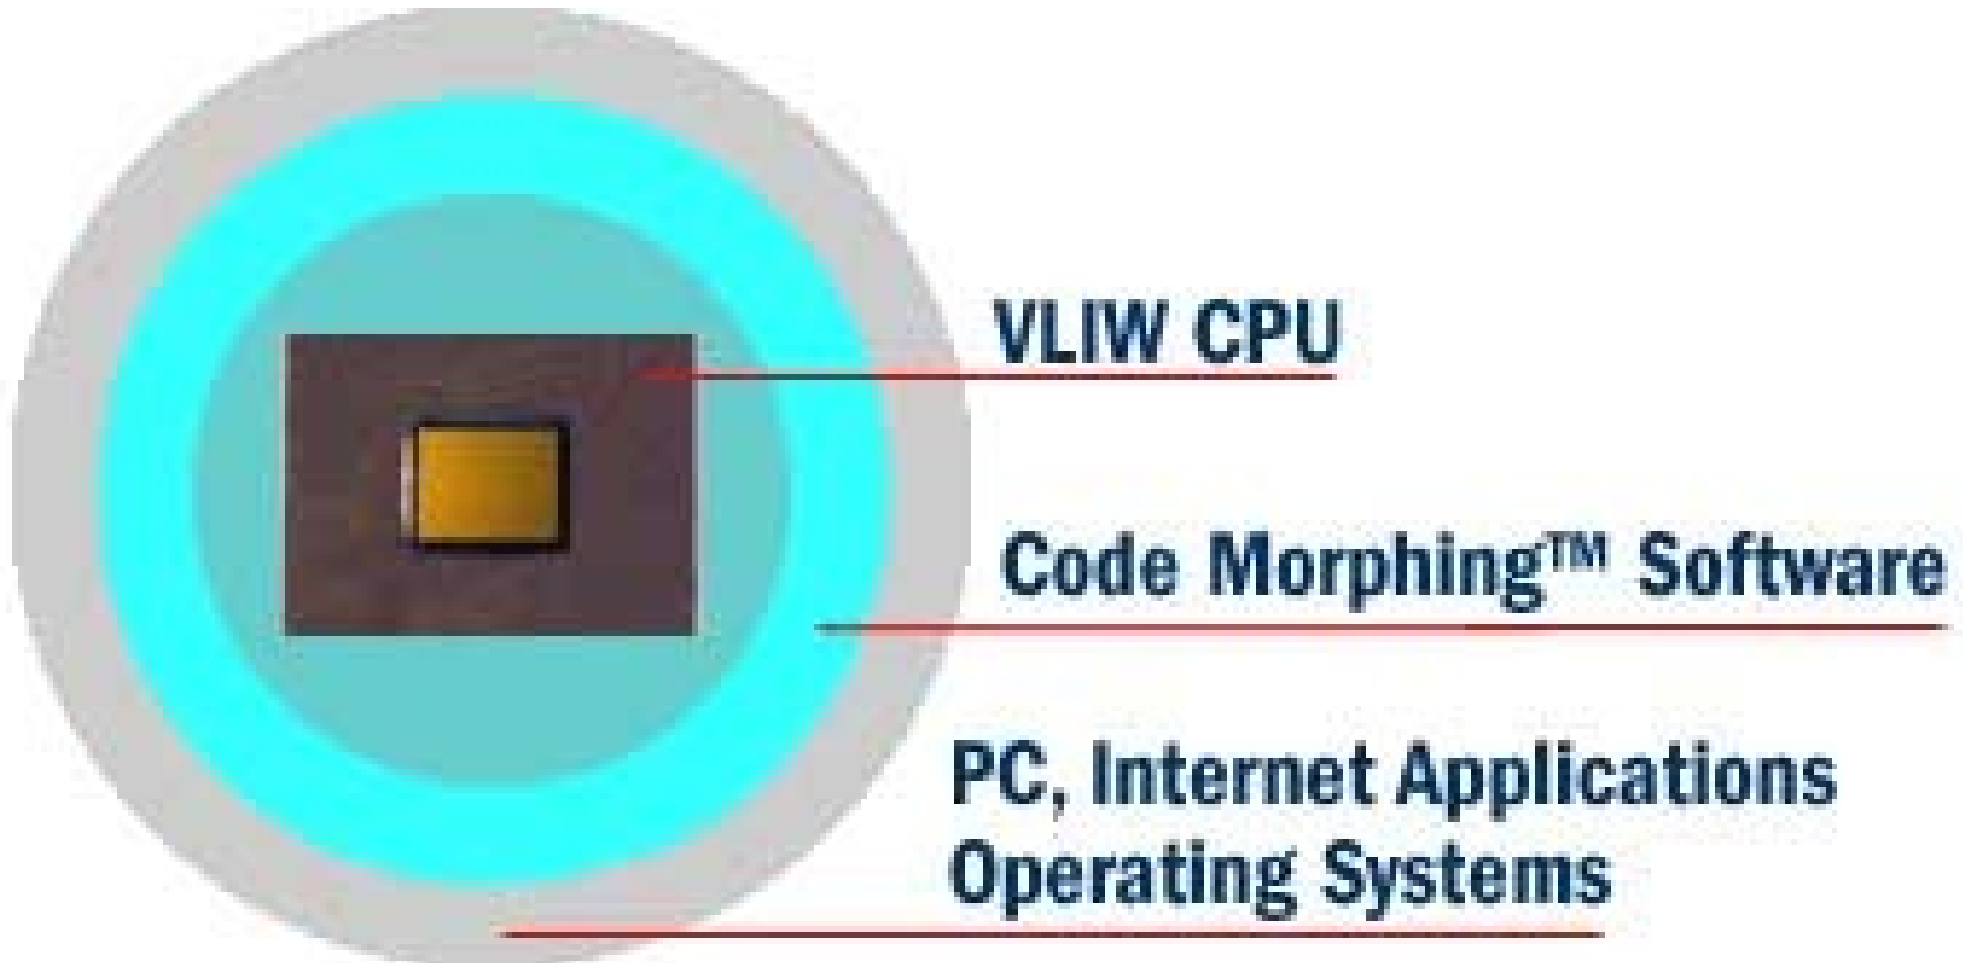 VLIW CPU
Code Morphing™ Software
PC, Internet Applications
Operating Systems